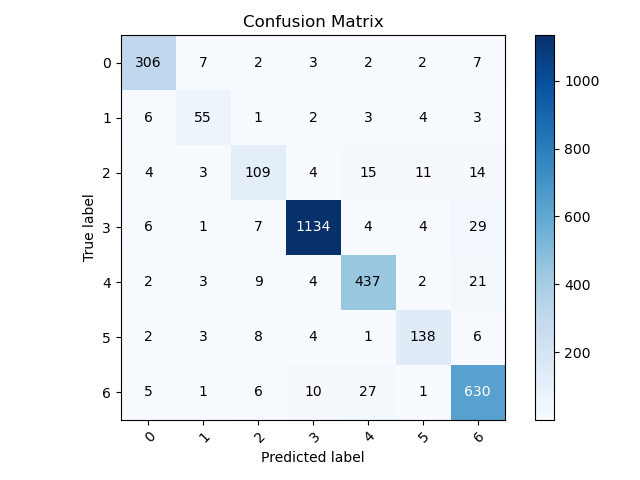 Confusion Matrix
0 306 7 2 3 2 2 7
1 6 55 1 2 3 4 3
2 4 3 109 4 15 11 14
3 6 1 7 1134 4 4 29
4 2 3 9 4 437 2 21
5 2 3 8 4 1 138 6
6 5 1 6 10 27 1 630
0 1 2 3 4 5 6
True label
Predicted label
1000
800
600
400
200